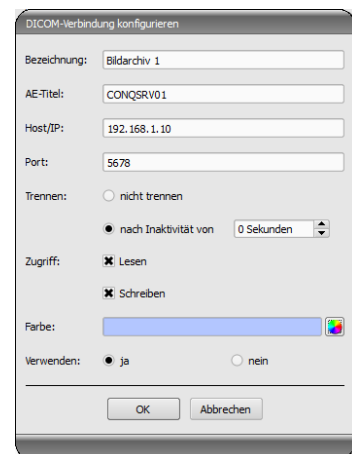 DICOM-Verbindung konfigurieren
Bezeichnung: Bildarchiv 1
AE-Titel: CONQSRV01
Host/IP: 192.168.1.10
Port: 5678
Trennen: nicht trennen
nach Inaktivität von 0 Sekunden
Zugriff: Lesen
Schreiben
Farbe:
Verwenden: ja nein
OK Abbrechen